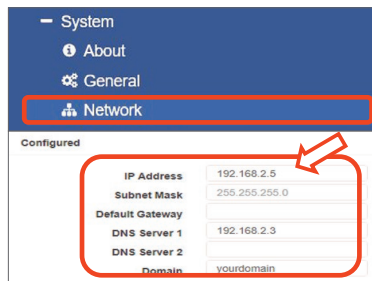 – System
About
General
Network
Configured
IP Address 192.168.2.5
Subnet Mask 255.255.255.0
Default Gateway
DNS Server 1 192.168.2.3
DNS Server 2
Domain yourdomain